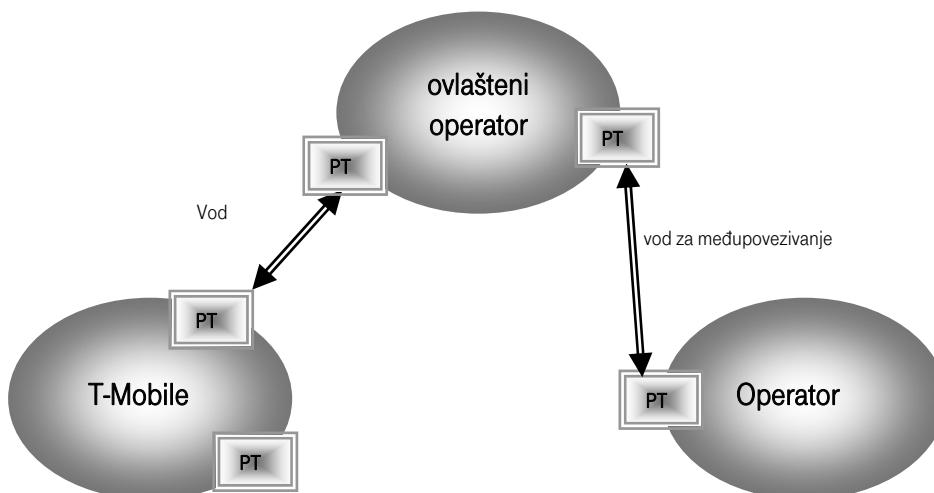 ovlašteni
operator
PT
PT
Vod
vod za međupovezivanje
PT
T-Mobile
PT
Operator
PT